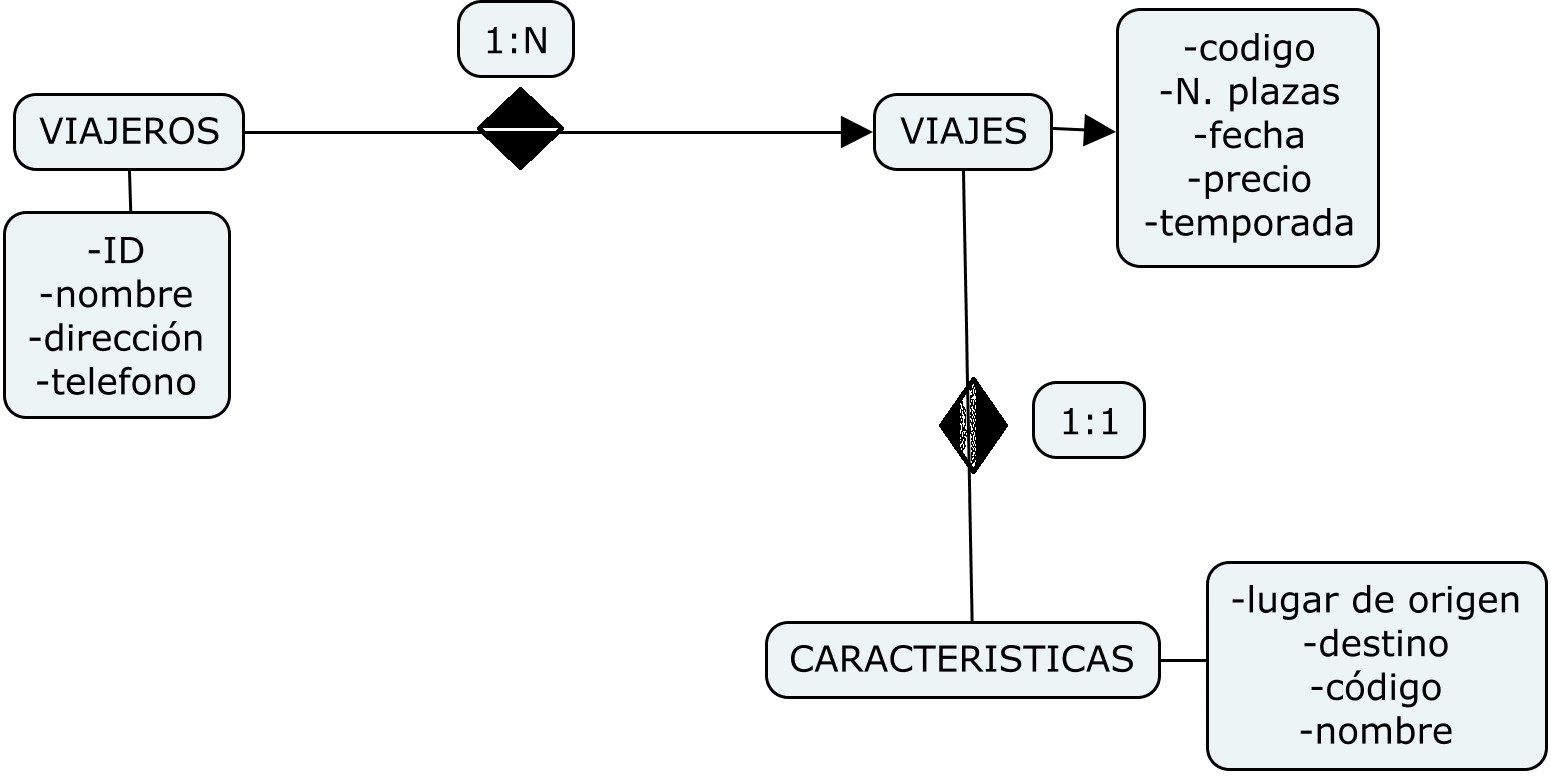 1:N
VIAJEROS
-ID
-nombre
-dirección
-telefono
VIAJES
-codigo
-N. plazas
-fecha
-precio
-temporada
1:1
CARACTERISTICAS
-lugar de origen
-destino
-código
-nombre